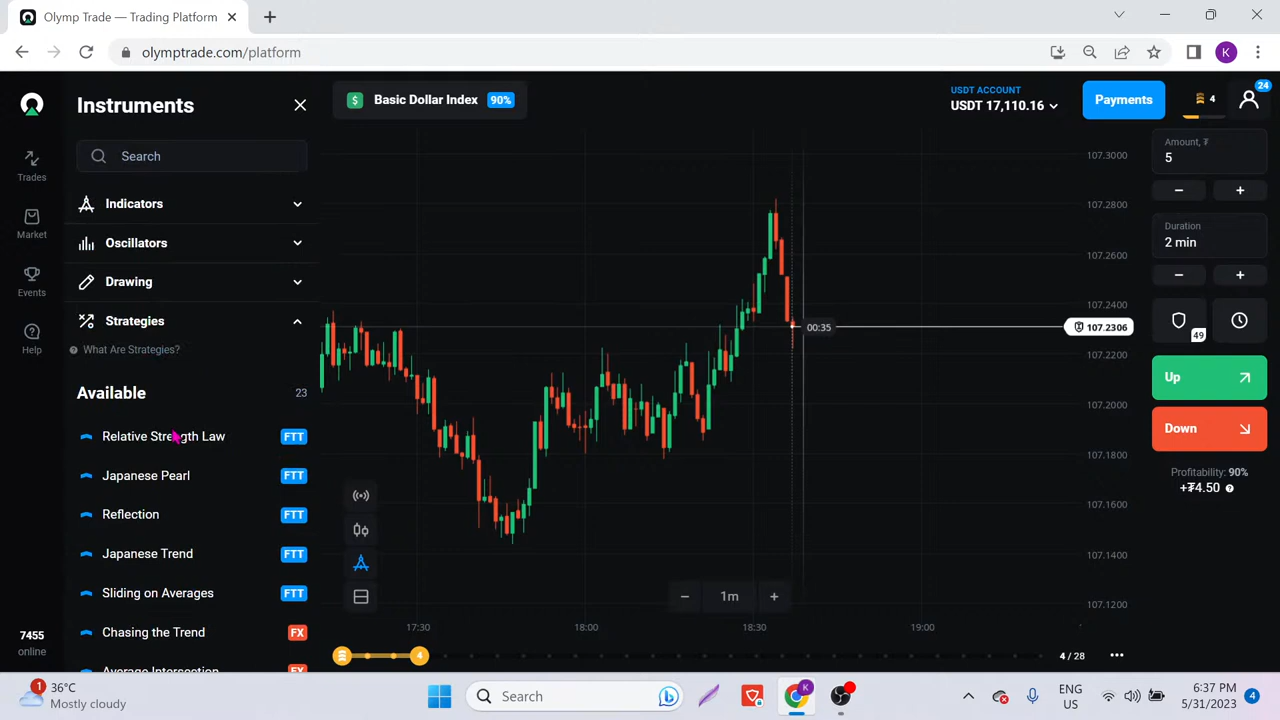 Olymp Trade — Trading Platform
olymptrade.com/platform
K
Instruments
Search
Indicators
Oscillators
Drawing
Strategies
What Are Strategies?
Available 23
Relative Strength Law FTT
Japanese Pearl FTT
Reflection FTT
Japanese Trend FTT
Sliding on Averages FTT
Chasing the Trend FX
Average Intersection FX
Trades
Market
Events
Help
7455
online
$ Basic Dollar Index 90%
USDT ACCOUNT
USDT 17,110.16
Payments
4
24
107.3000
107.2800
107.2600
107.2400
00:35
107.2306
107.2200
107.2000
107.1800
107.1600
107.1400
107.1200
− 1m +
17:30 18:00 18:30 19:00
4 4 / 28
Amount, ₮
5
− +
Duration
2 min
− +
49
Up
Down
Profitability: 90%
+₮4.50
1 36°C
Mostly cloudy
Search
K
ENG
US
6:37 PM
5/31/2023
4